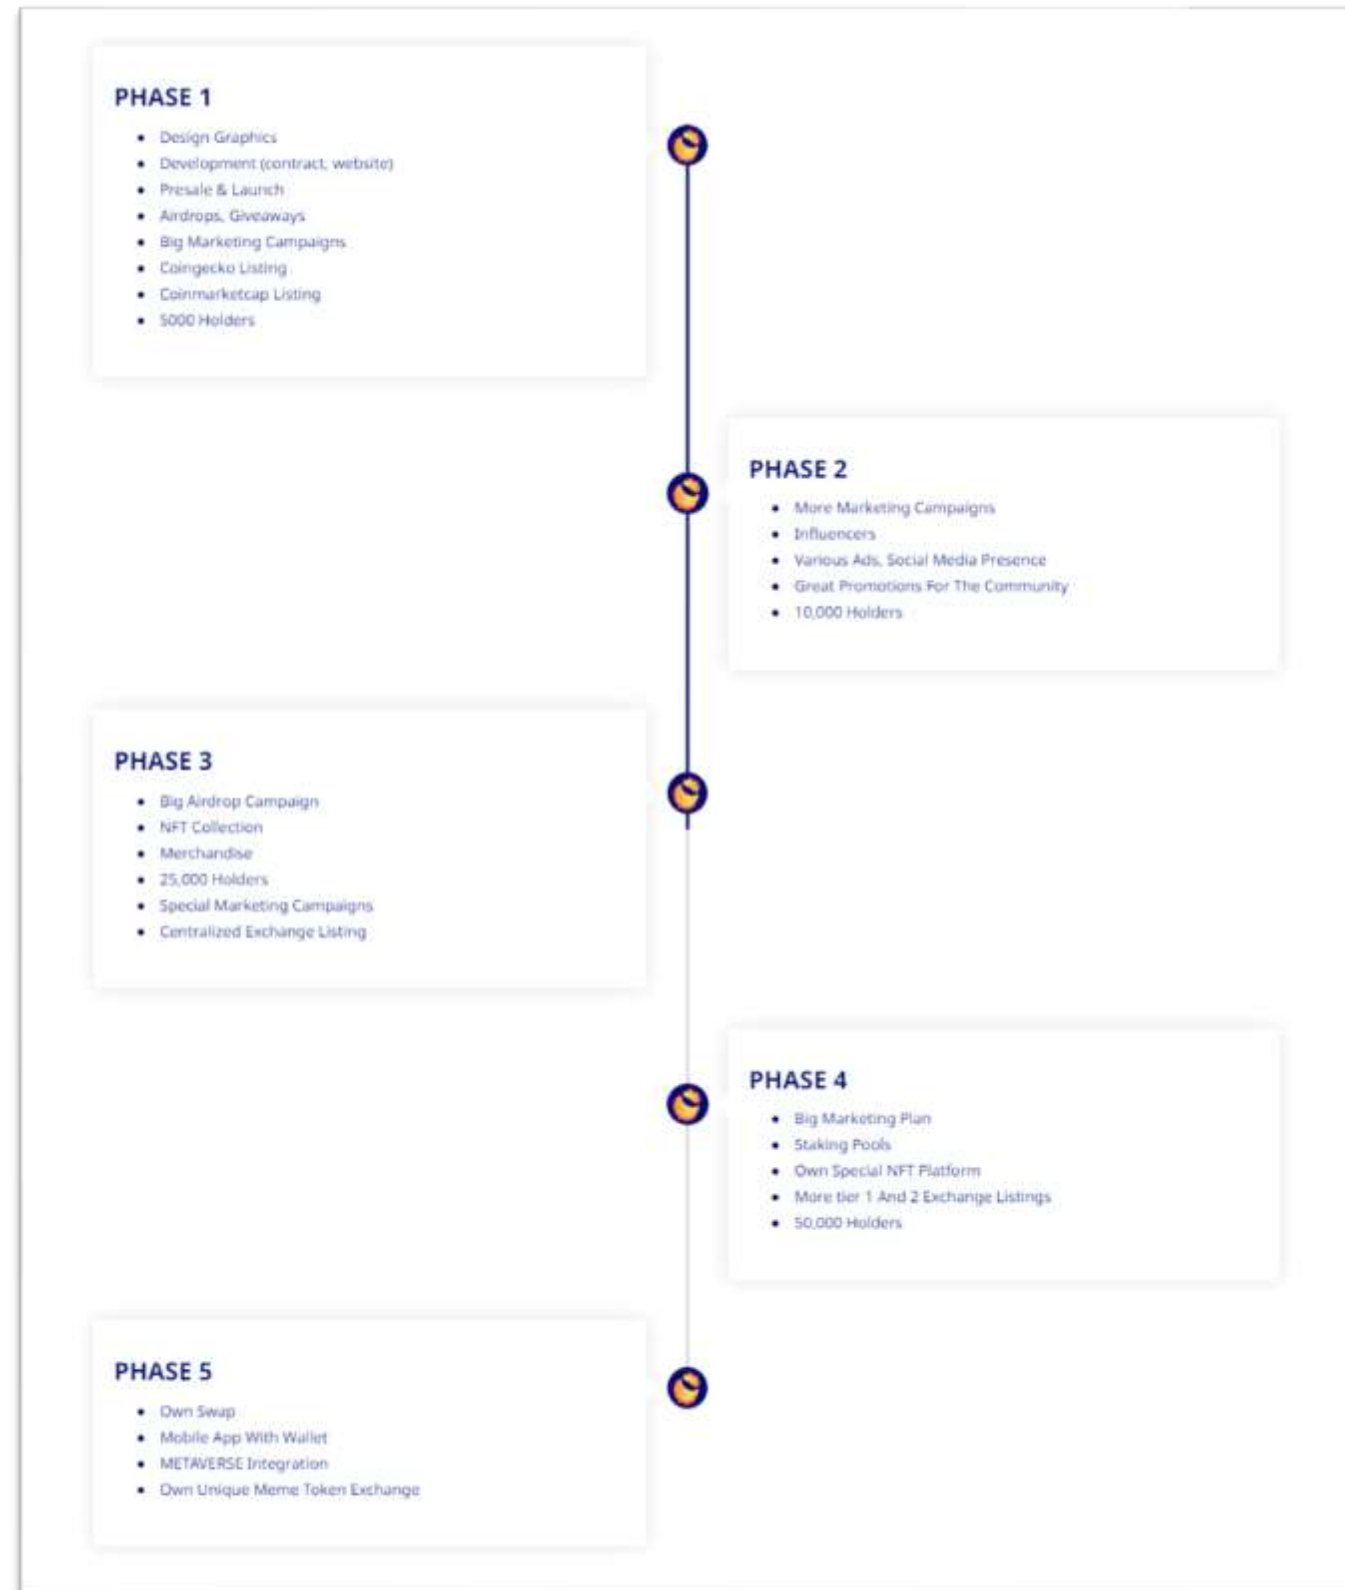 PHASE 1
Design Graphics
Development (contract, website)
Presale & Launch
Airdrops, Giveaways
Big Marketing Campaigns
Coingecko Listing
Coinmarketcap Listing
5000 Holders
PHASE 2
More Marketing Campaigns
Influencers
Various Ads, Social Media Presence
Great Promotions For The Community
10,000 Holders
PHASE 3
Big Airdrop Campaign
NFT Collection
Merchandise
25,000 Holders
Special Marketing Campaigns
Centralized Exchange Listing
PHASE 4
Big Marketing Plan
Staking Pools
Own Special NFT Platform
More tier 1 And 2 Exchange Listings
50,000 Holders
PHASE 5
Own Swap
Mobile App With Wallet
METAVERSE Integration
Own Unique Meme Token Exchange